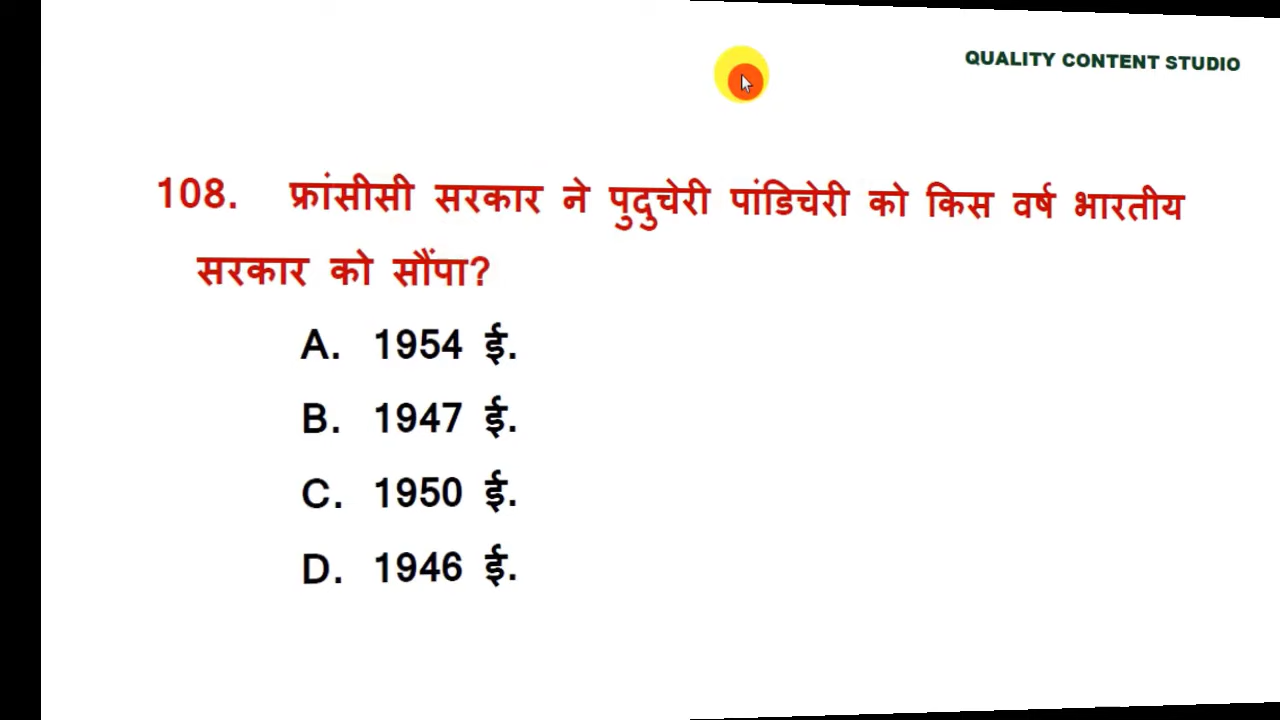 QUALITY CONTENT STUDIO
108. फ्रांसीसी सरकार ने पुदुचेरी पांडिचेरी को किस वर्ष भारतीय
सरकार को सौंपा?
A. 1954 ई.
B. 1947 ई.
C. 1950 ई.
D. 1946 ई.